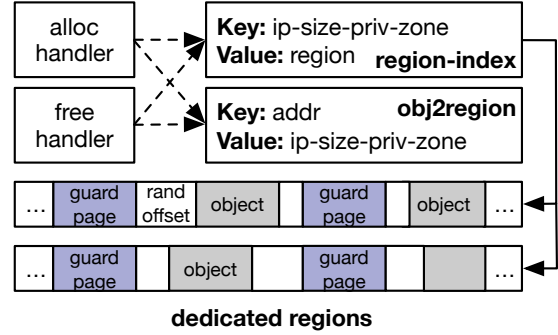 alloc
handler
Key: ip-size-priv-zone
Value: region
region-index
free
handler
Key: addr
obj2region
Value: ip-size-priv-zone
... guard page rand offset object guard page object ...
... guard page object guard page ...
dedicated regions